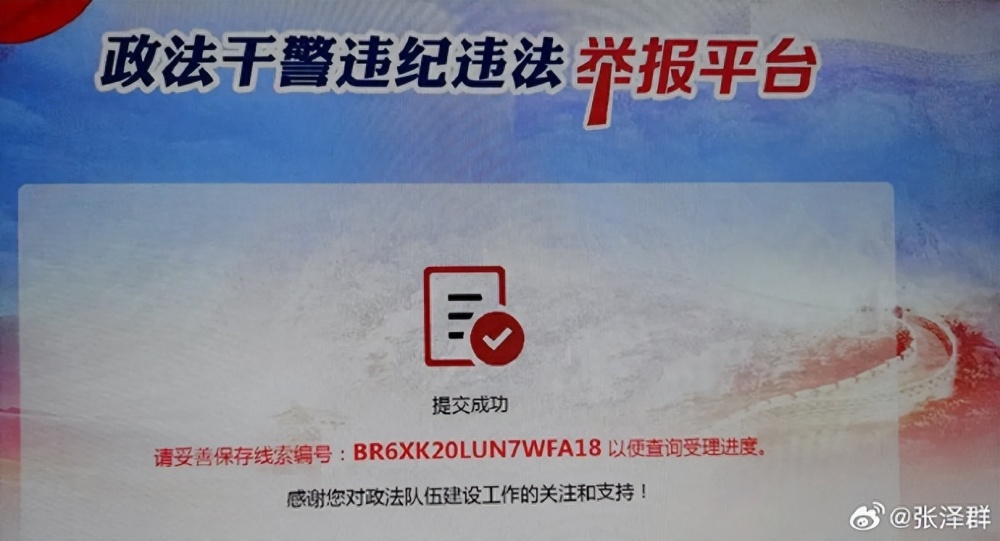 政法干警违纪违法举报平台
提交成功
请妥善保存线索编号：BR6XK20LUN7WFA18 以便查询受理进度。
感谢您对政法队伍建设工作的关注和支持！
@张泽群